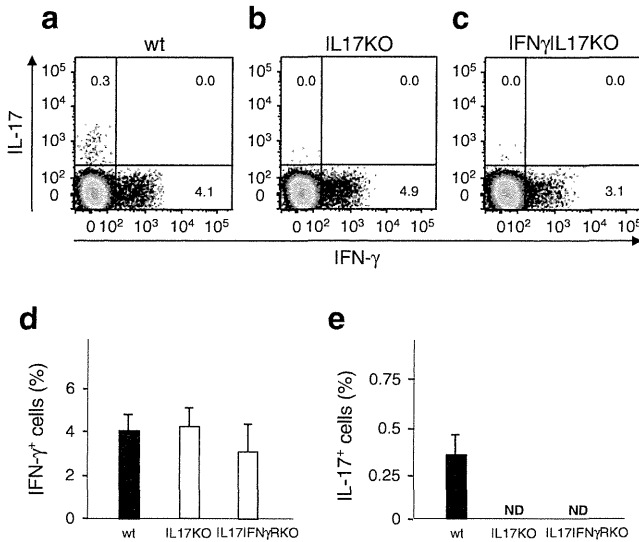 a b c
wt IL17KO IFNγIL17KO
IL-17
10⁵ 10⁴ 10³ 10² 0
0.3 0.0
4.1
0 10² 10³ 10⁴ 10⁵
10⁵ 10⁴ 10³ 10² 0
0.0 0.0
4.9
0 10² 10³ 10⁴ 10⁵
10⁵ 10⁴ 10³ 10² 0
0.0 0.0
3.1
0 10² 10³ 10⁴ 10⁵
IFN-γ
d
IFN-γ⁺ cells (%)
6
4
2
0
wt IL17KO IL17IFNγRKO
e
IL-17⁺ cells (%)
0.75
0.5
0.25
0
ND ND
wt IL17KO IL17IFNγRKO